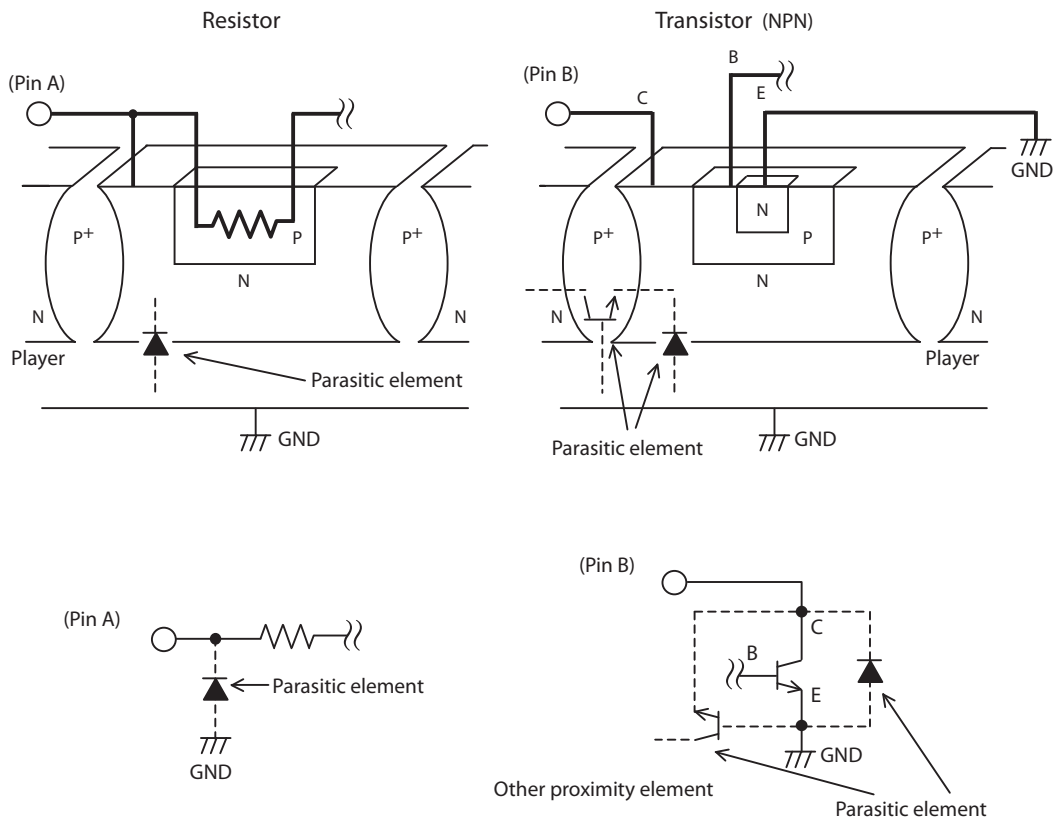 Resistor
Transistor (NPN)
(Pin A)
(Pin B)
C
B
E
GND
P+
P
P+
N
N
N
Player
Parasitic element
GND
P+
N
P
P+
N
N
N
Player
Parasitic element
GND
(Pin A)
Parasitic element
GND
(Pin B)
C
B
E
GND
Other proximity element
Parasitic element